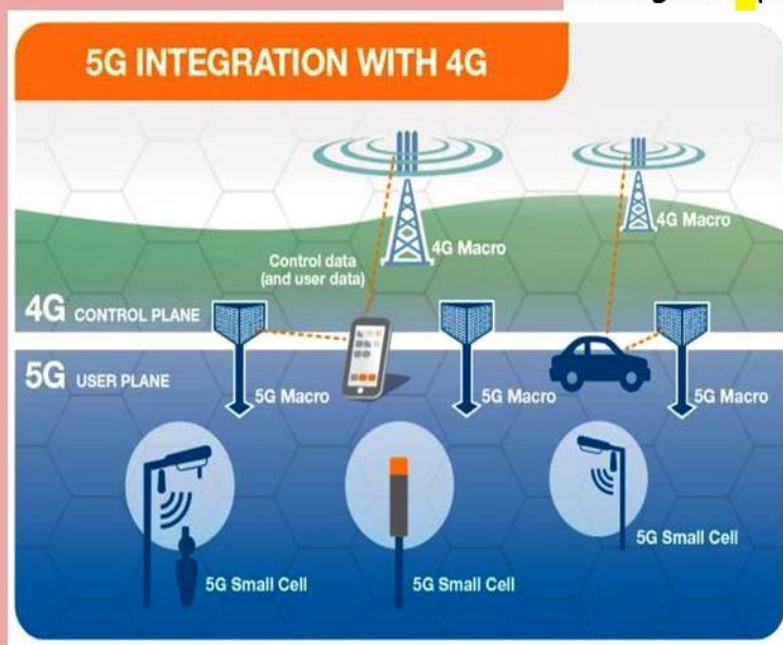 5G INTEGRATION WITH 4G
4G Macro
4G Macro
Control data
(and user data)
4G CONTROL PLANE
5G USER PLANE
5G Macro
5G Macro
5G Macro
5G Small Cell
5G Small Cell
5G Small Cell